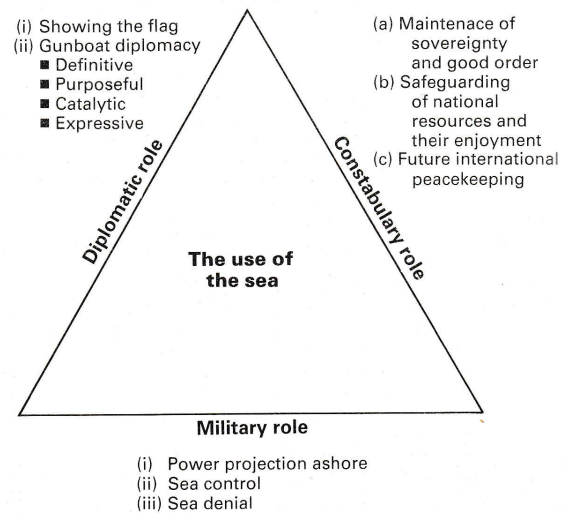 (i) Showing the flag
(ii) Gunboat diplomacy
■ Definitive
■ Purposeful
■ Catalytic
■ Expressive
(a) Maintenace of
sovereignty
and good order
(b) Safeguarding
of national
resources and
their enjoyment
(c) Future international
peacekeeping
Diplomatic role
Constabulary role
The use of
the sea
Military role
(i) Power projection ashore
(ii) Sea control
(iii) Sea denial